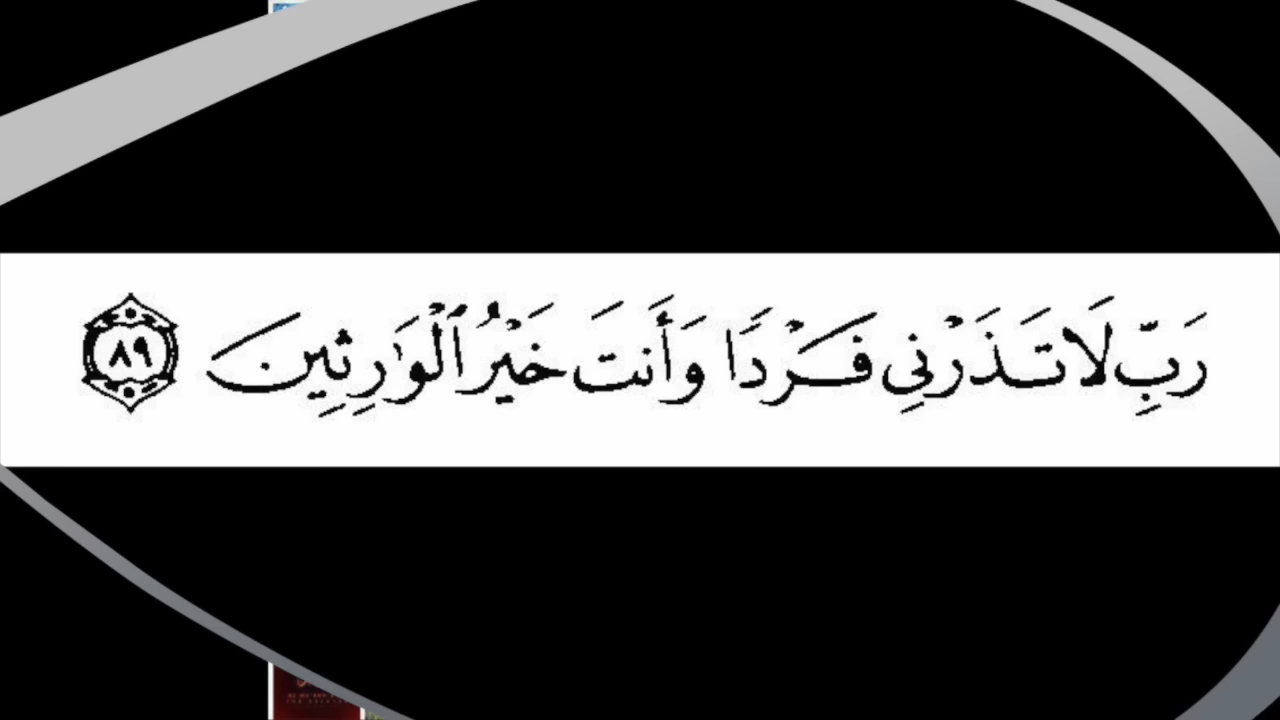 رَبِّ لَا تَذَرْنِي فَرْدًا وَأَنتَ خَيْرُ ٱلْوَٰرِثِينَ ٨٩